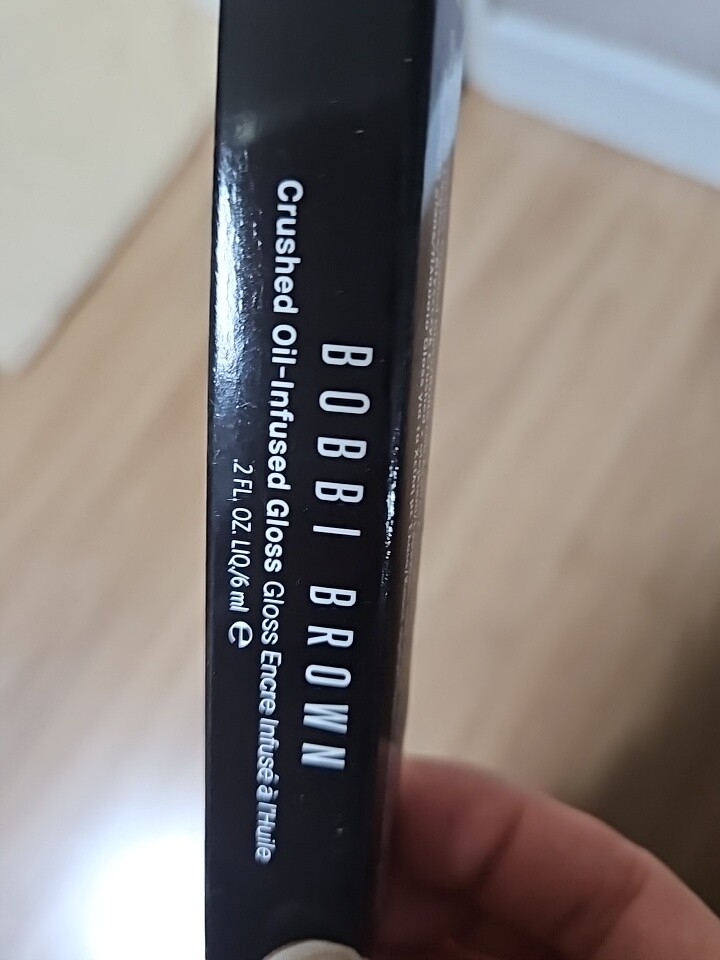 BOBBI BROWN
Crushed Oil-Infused Gloss Gloss Encre Infusé à l'Huile
.2 FL. OZ. LIQ./6 ml ℮